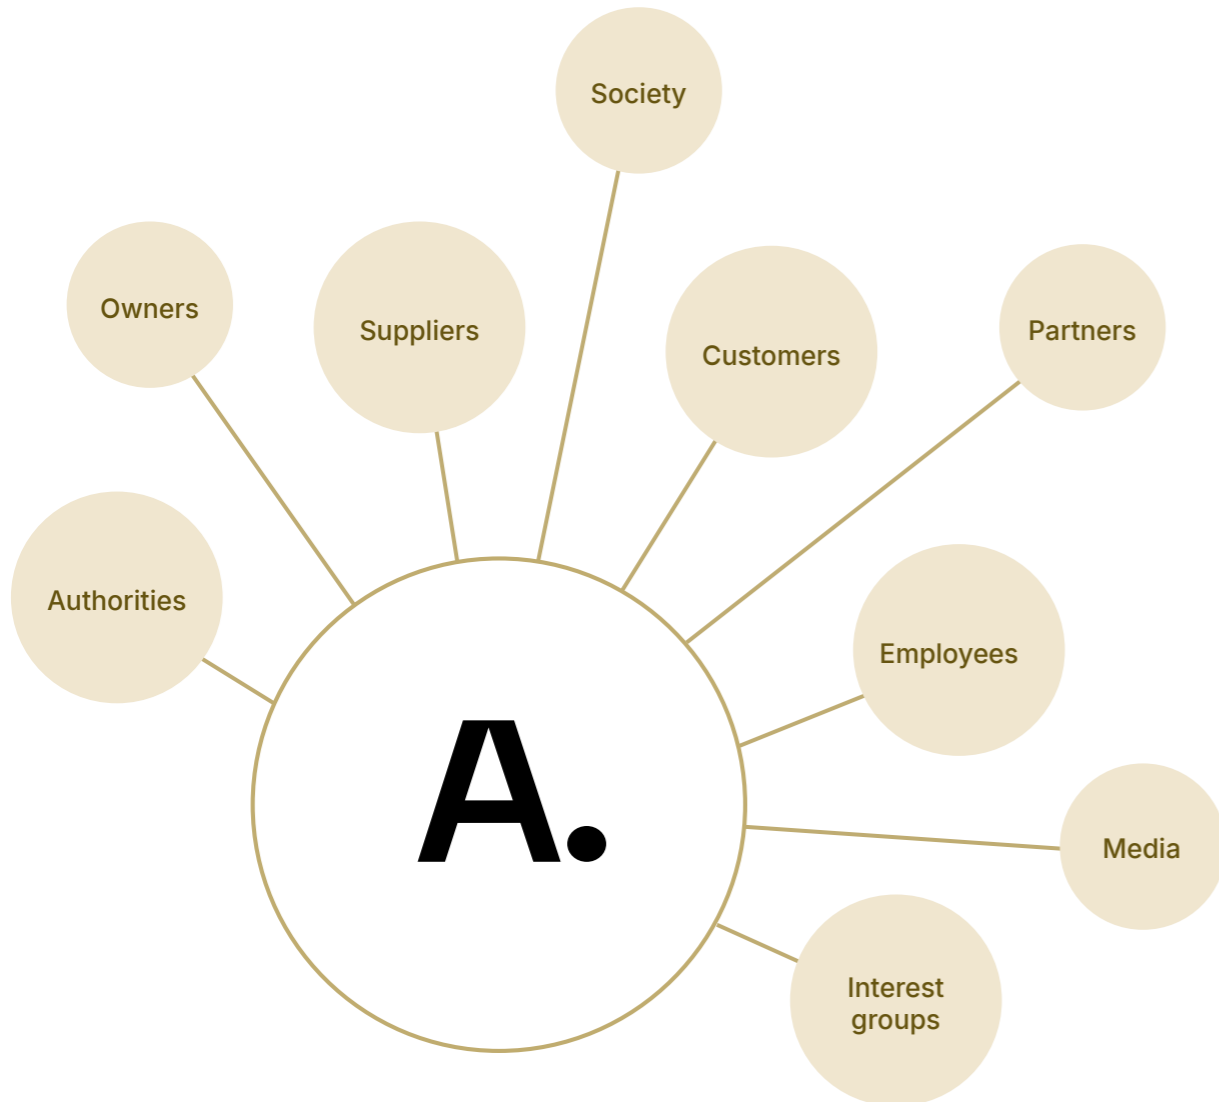 Society
Owners
Suppliers
Customers
Partners
Authorities
Employees
A.
Media
Interest
groups